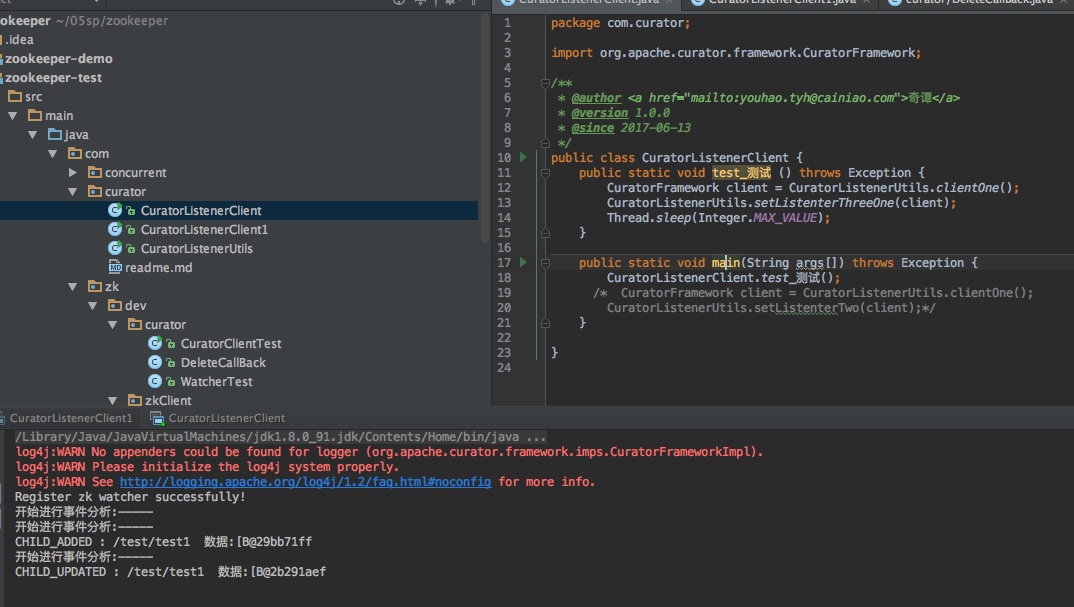 okeeper ~/05sp/zookeeper
.idea
zookeeper-demo
zookeeper-test
src
main
java
com
concurrent
curator
CuratorListenerClient
CuratorListenerClient1
CuratorListenerUtils
readme.md
zk
dev
curator
CuratorClientTest
DeleteCallBack
WatcherTest
zkClient
CuratorListenerClient.java
CuratorListenerClient1.java
curator/DeleteCallBack.java
1 package com.curator;
2
3 import org.apache.curator.framework.CuratorFramework;
4
5 /**
6 * @author <a href="mailto:youhao.tyh@cainiao.com">奇谭</a>
7 * @version 1.0.0
8 * @since 2017-06-13
9 */
10 public class CuratorListenerClient {
11 public static void test_测试 () throws Exception {
12 CuratorFramework client = CuratorListenerUtils.clientOne();
13 CuratorListenerUtils.setListenterThreeOne(client);
14 Thread.sleep(Integer.MAX_VALUE);
15 }
16
17 public static void main(String args[]) throws Exception {
18 CuratorListenerClient.test_测试();
19 /* CuratorFramework client = CuratorListenerUtils.clientOne();
20 CuratorListenerUtils.setListenterTwo(client);*/
21 }
22
23 }
24
CuratorListenerClient1 CuratorListenerClient
/Library/Java/JavaVirtualMachines/jdk1.8.0_91.jdk/Contents/Home/bin/java ...
log4j:WARN No appenders could be found for logger (org.apache.curator.framework.imps.CuratorFrameworkImpl).
log4j:WARN Please initialize the log4j system properly.
log4j:WARN See http://logging.apache.org/log4j/1.2/faq.html#noconfig for more info.
Register zk watcher successfully!
开始进行事件分析:-----
开始进行事件分析:-----
CHILD_ADDED : /test/test1 数据:[B@29bb71ff
开始进行事件分析:-----
CHILD_UPDATED : /test/test1 数据:[B@2b291aef